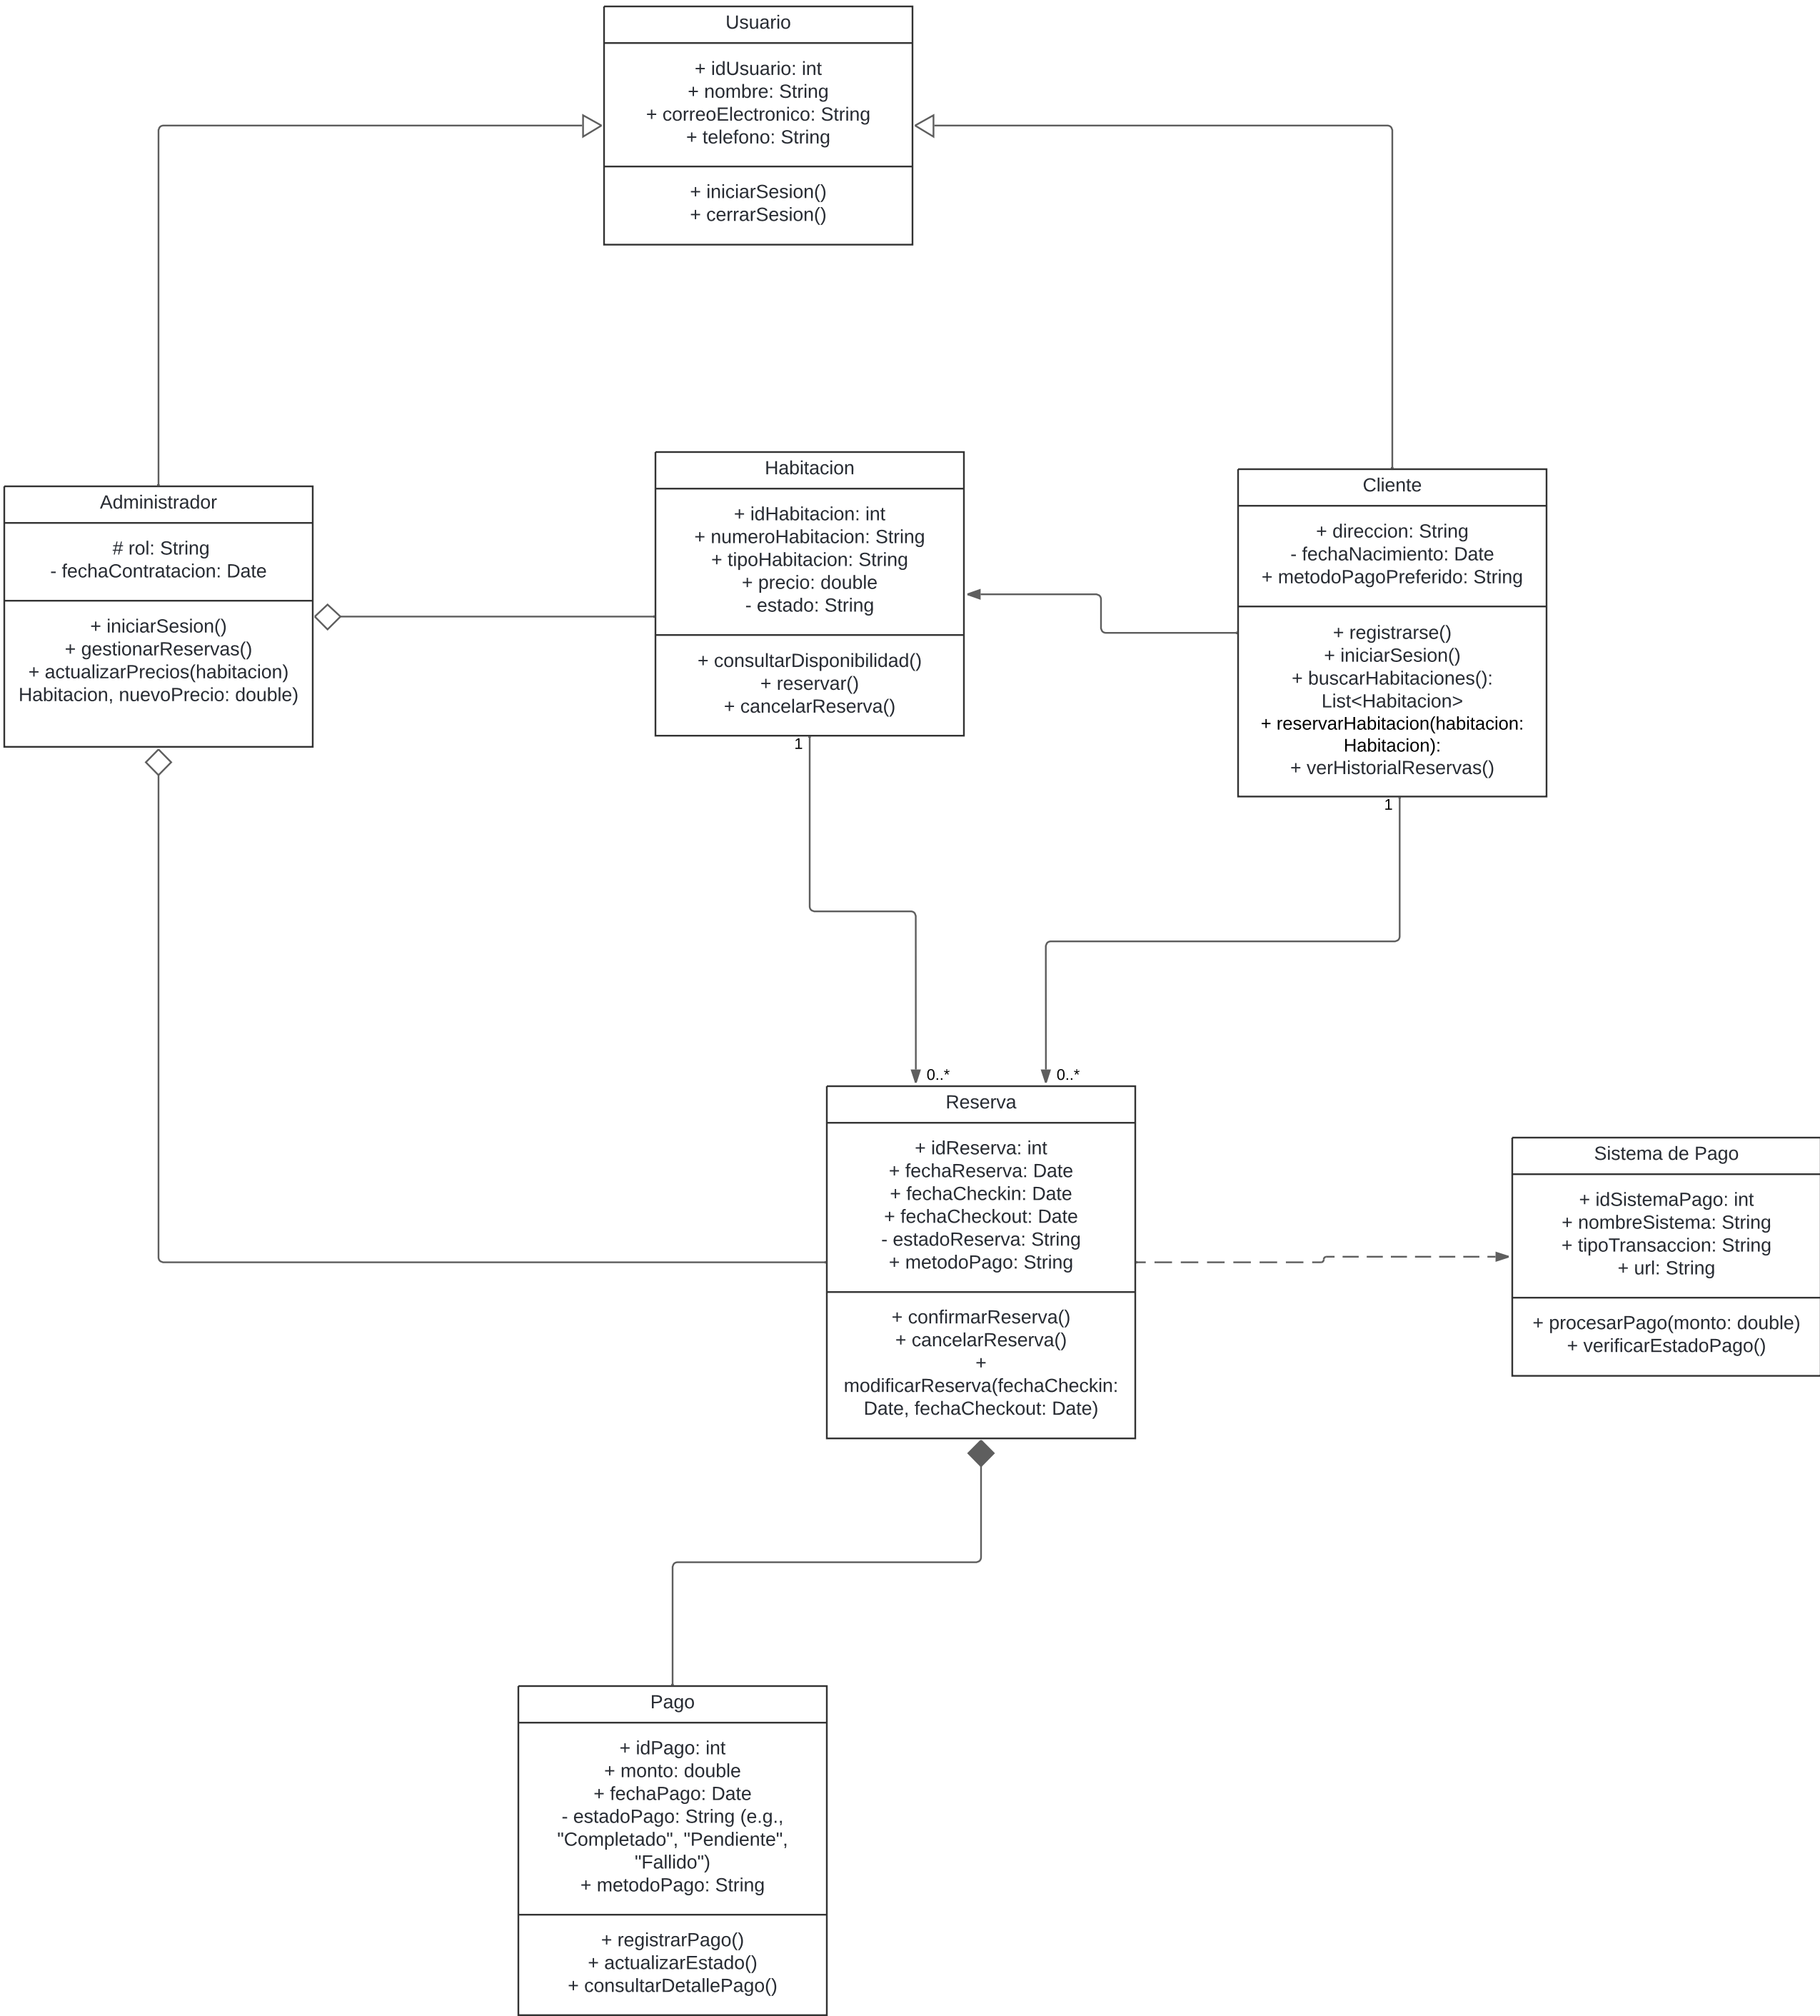 Usuario
+ idUsuario: int
+ nombre: String
+ correoElectronico: String
+ telefono: String
+ iniciarSesion()
+ cerrarSesion()
Administrador
# rol: String
- fechaContratacion: Date
+ iniciarSesion()
+ gestionarReservas()
+ actualizarPrecios(habitacion)
Habitacion, nuevoPrecio: double)
Habitacion
+ idHabitacion: int
+ numeroHabitacion: String
+ tipoHabitacion: String
+ precio: double
- estado: String
+ consultarDisponibilidad()
+ reservar()
+ cancelarReserva()
1
Cliente
+ direccion: String
- fechaNacimiento: Date
+ metodoPagoPreferido: String
+ registrarse()
+ iniciarSesion()
+ buscarHabitaciones():
List<Habitacion>
+ reservarHabitacion(habitacion:
Habitacion):
+ verHistorialReservas()
1
0..*
0..*
Reserva
+ idReserva: int
+ fechaReserva: Date
+ fechaCheckin: Date
+ fechaCheckout: Date
- estadoReserva: String
+ metodoPago: String
+ confirmarReserva()
+ cancelarReserva()
+
modificarReserva(fechaCheckin:
Date, fechaCheckout: Date)
Sistema de Pago
+ idSistemaPago: int
+ nombreSistema: String
+ tipoTransaccion: String
+ url: String
+ procesarPago(monto: double)
+ verificarEstadoPago()
Pago
+ idPago: int
+ monto: double
+ fechaPago: Date
- estadoPago: String (e.g.,
"Completado", "Pendiente",
"Fallido")
+ metodoPago: String
+ registrarPago()
+ actualizarEstado()
+ consultarDetallePago()